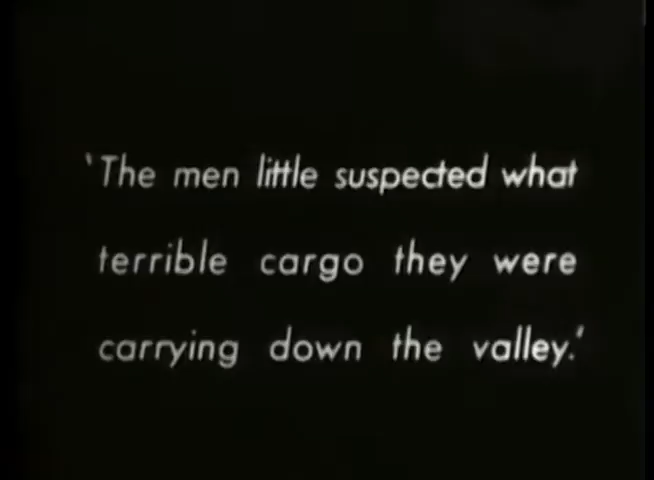 'The men little suspected what
terrible cargo they were
carrying down the valley.'